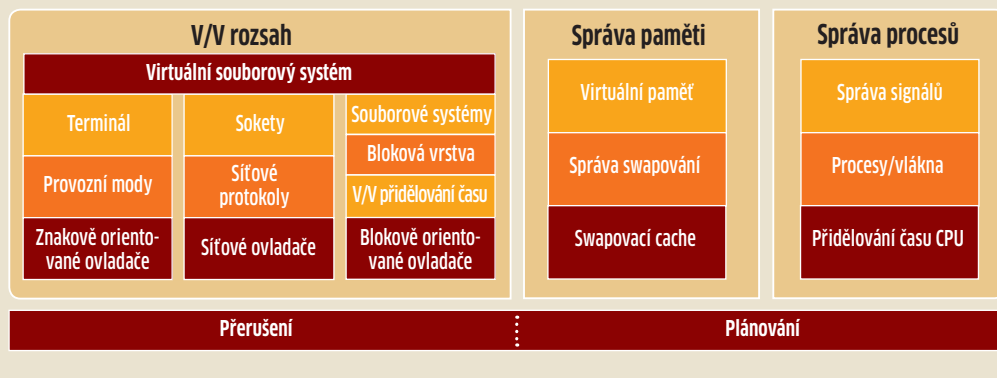 V/V rozsah
Virtuální souborový systém
Terminál
Provozní mody
Znakově oriento-
vané ovladače
Sokety
Síťové
protokoly
Síťové ovladače
Souborové systémy
Bloková vrstva
V/V přidělování času
Blokově oriento-
vané ovladače
Správa paměti
Virtuální paměť
Správa swapování
Swapovací cache
Správa procesů
Správa signálů
Procesy/vlákna
Přidělování času CPU
Přerušení
Plánování